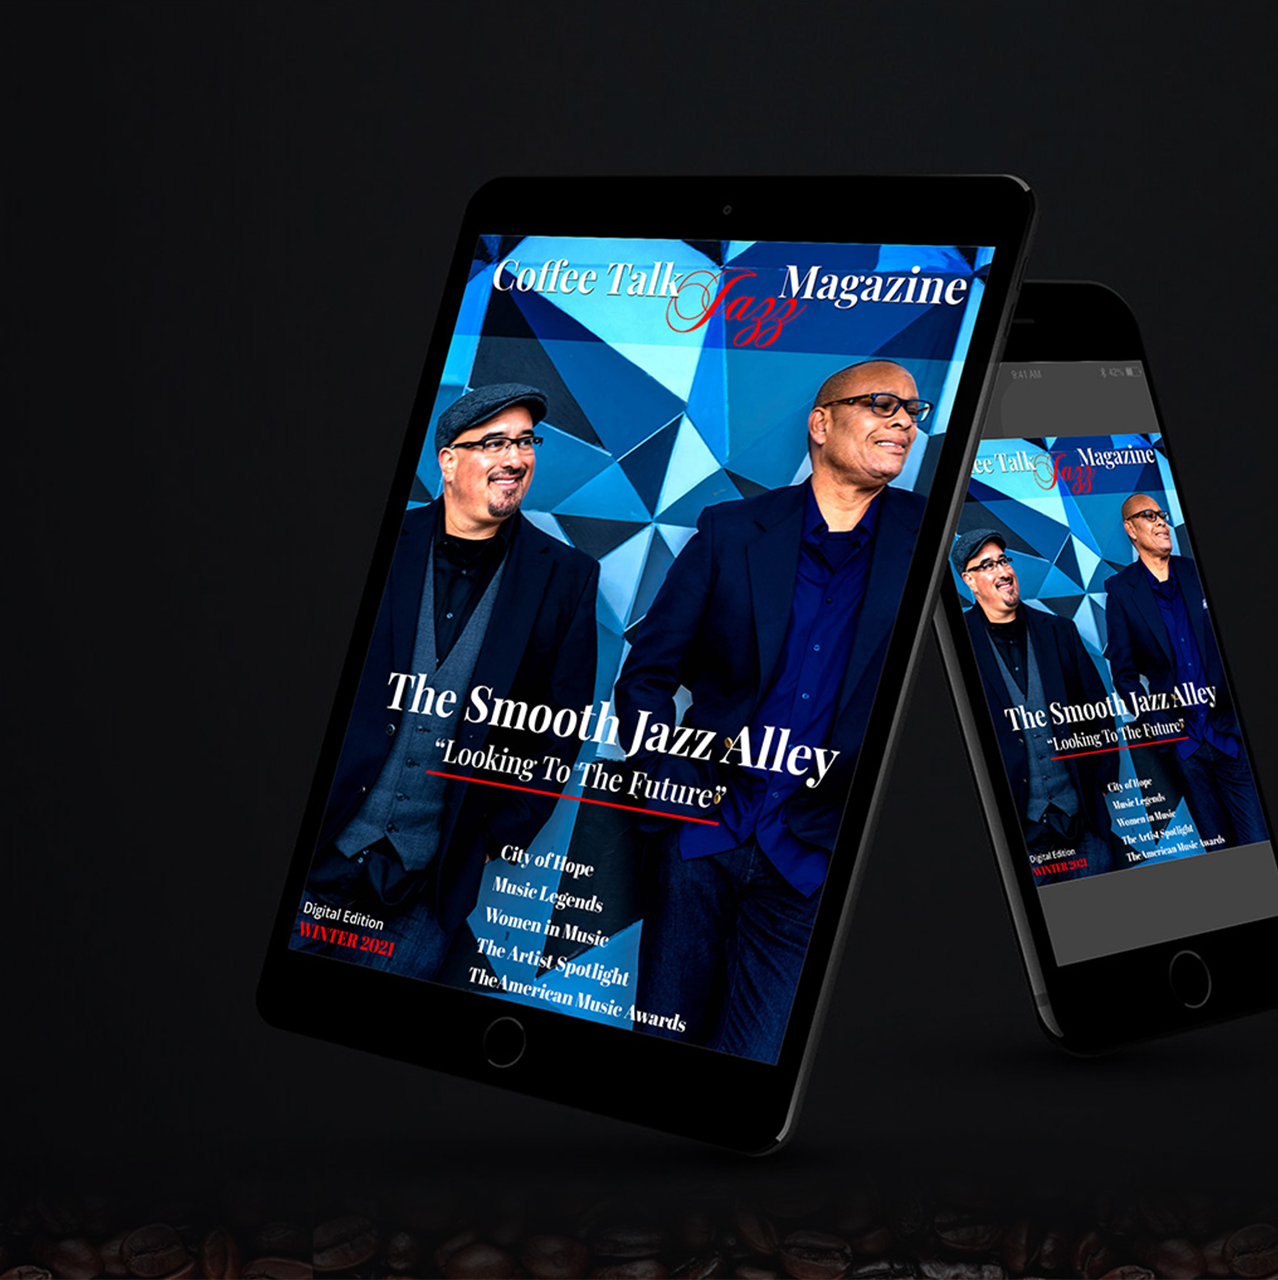 Coffee Talk Jazz Magazine
The Smooth Jazz Alley
“Looking To The Future”
City of Hope
Music Legends
Women in Music
The Artist Spotlight
TheAmerican Music Awards
Digital Edition
WINTER 2021
9:41 AM
42%
ee Talk Jazz Magazine
The Smooth Jazz Alley
“Looking To The Future”
City of Hope
Music Legends
Women in Music
The Artist Spotlight
TheAmerican Music Awards
Digital Edition
WINTER 2021